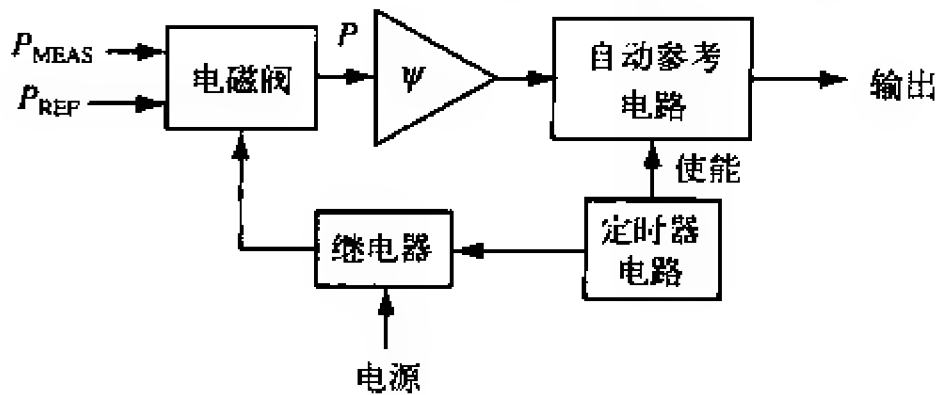 P_MEAS
P_REF
电磁阀
P
ψ
自动参考
电路
输出
使能
定时器
电路
继电器
电源